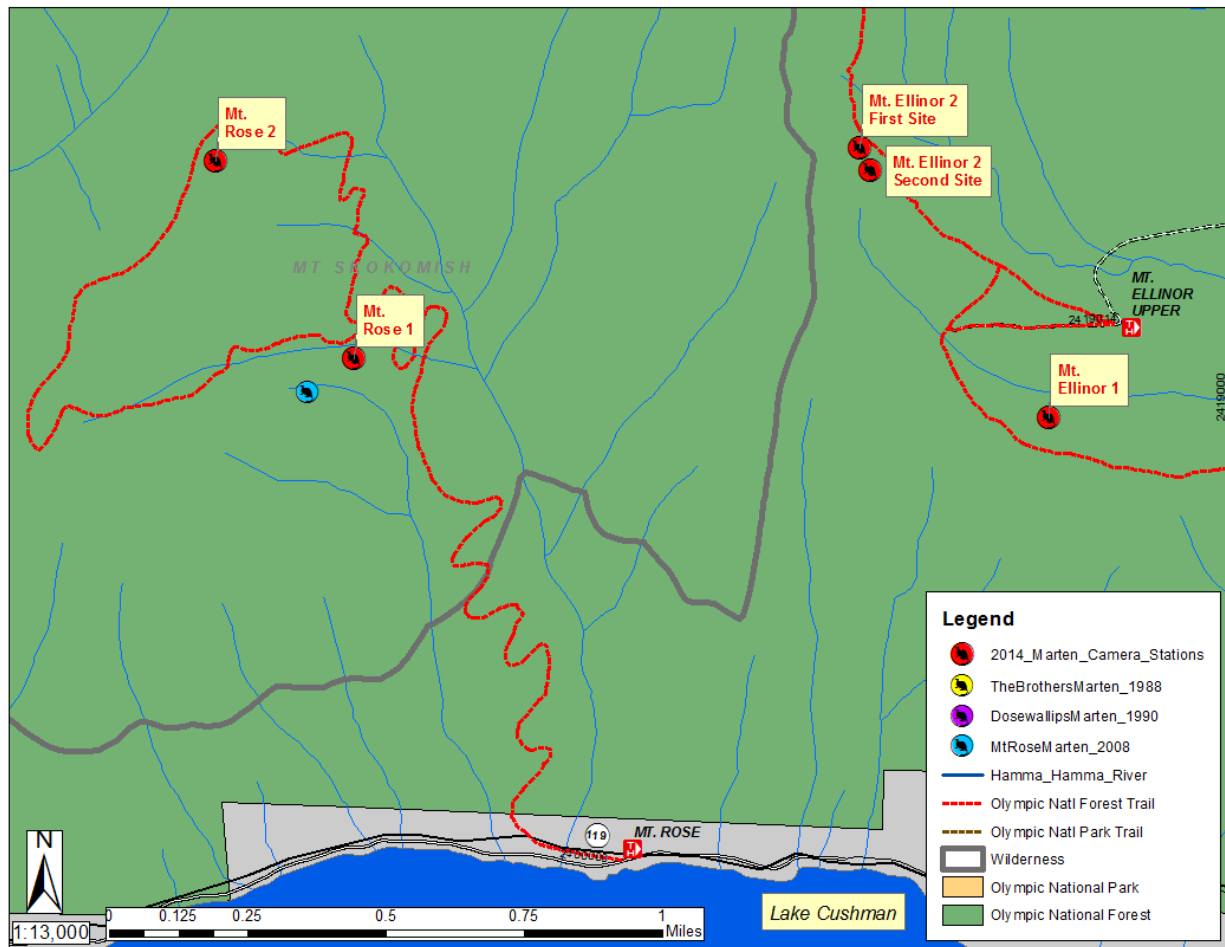 Mt.
Rose 2
Mt. Ellinor 2
First Site
Mt. Ellinor 2
Second Site
MT SKOKOMISH
MT.
ELLINOR
UPPER
Mt.
Rose 1
Mt.
Ellinor 1
2419000
Legend
2014_Marten_Camera_Stations
TheBrothersMarten_1988
DosewallipsMarten_1990
MtRoseMarten_2008
Hamma_Hamma_River
Olympic Natl Forest Trail
Olympic Natl Park Trail
Wilderness
Olympic National Park
Olympic National Forest
119
MT. ROSE
TH
TH
N
1:13,000
0 0.125 0.25 0.5 0.75 1
Miles
Lake Cushman